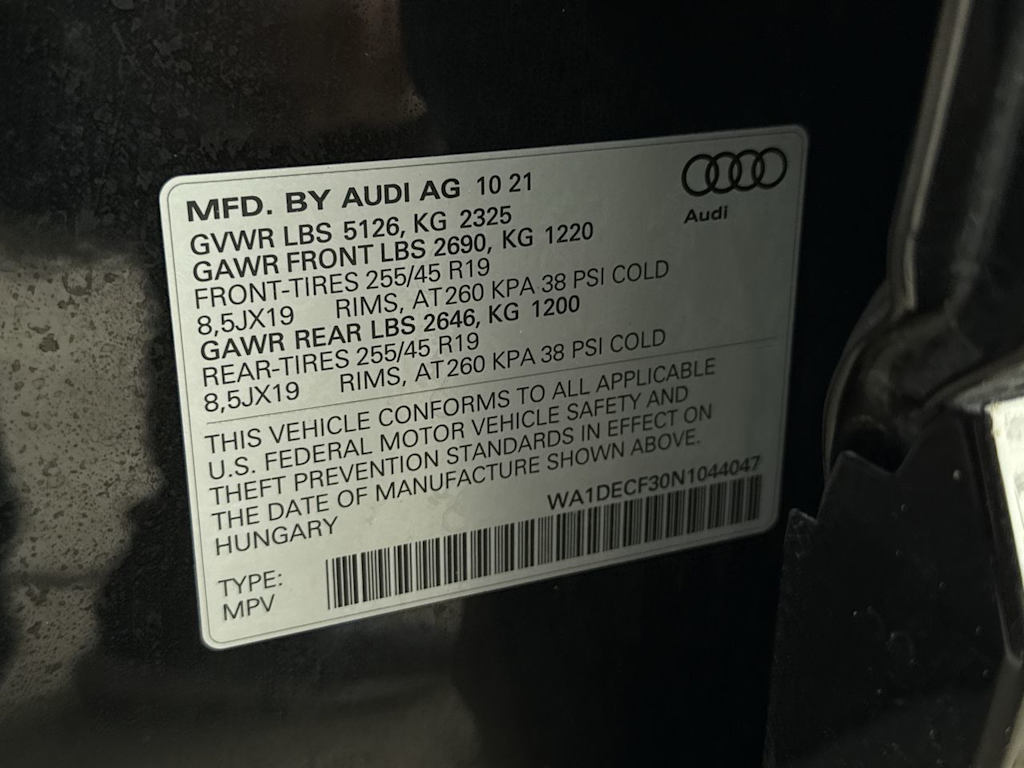 MFD. BY AUDI AG 10 21
Audi
GVWR LBS 5126, KG 2325
GAWR FRONT LBS 2690, KG 1220
FRONT-TIRES 255/45 R19
8,5JX19 RIMS, AT260 KPA 38 PSI COLD
GAWR REAR LBS 2646, KG 1200
REAR-TIRES 255/45 R19
8,5JX19 RIMS, AT260 KPA 38 PSI COLD
THIS VEHICLE CONFORMS TO ALL APPLICABLE
U.S. FEDERAL MOTOR VEHICLE SAFETY AND
THEFT PREVENTION STANDARDS IN EFFECT ON
THE DATE OF MANUFACTURE SHOWN ABOVE.
HUNGARY WA1DECF30N1044047
TYPE:
MPV